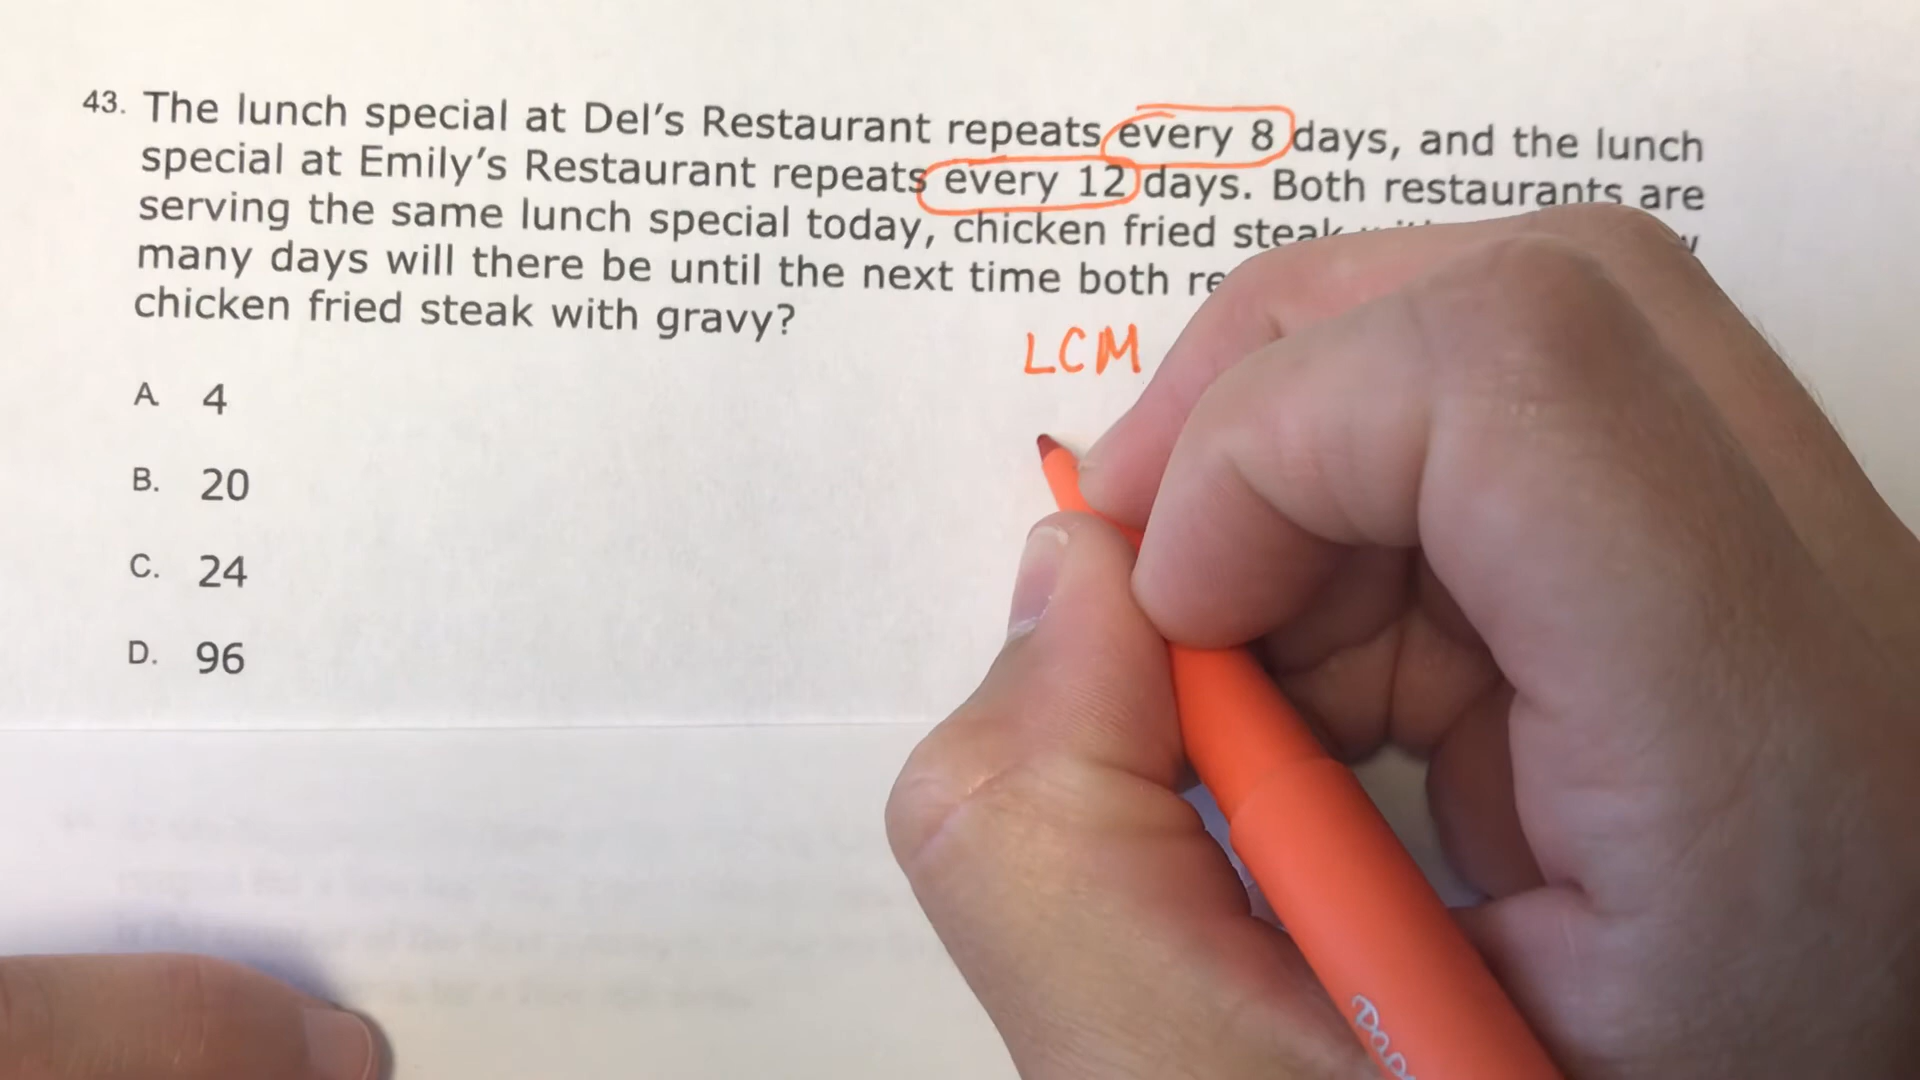 43. The lunch special at Del's Restaurant repeats every 8 days, and the lunch
special at Emily's Restaurant repeats every 12 days. Both restaurants are
serving the same lunch special today, chicken fried steak
many days will there be until the next time both
chicken fried steak with gravy?
LCM
A. 4
B. 20
C. 24
D. 96